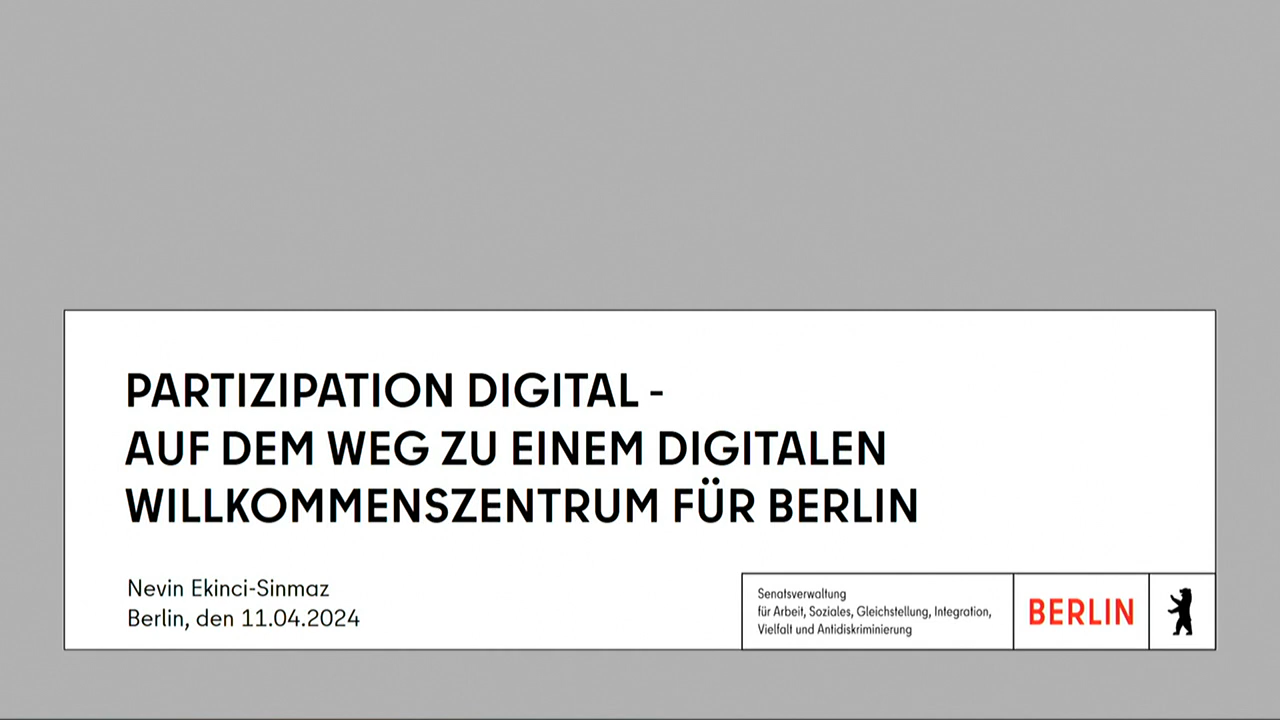 PARTIZIPATION DIGITAL -
AUF DEM WEG ZU EINEM DIGITALEN
WILLKOMMENSZENTRUM FÜR BERLIN
Nevin Ekinci-Sinmaz
Berlin, den 11.04.2024
Senatsverwaltung
für Arbeit, Soziales, Gleichstellung, Integration,
Vielfalt und Antidiskriminierung
BERLIN